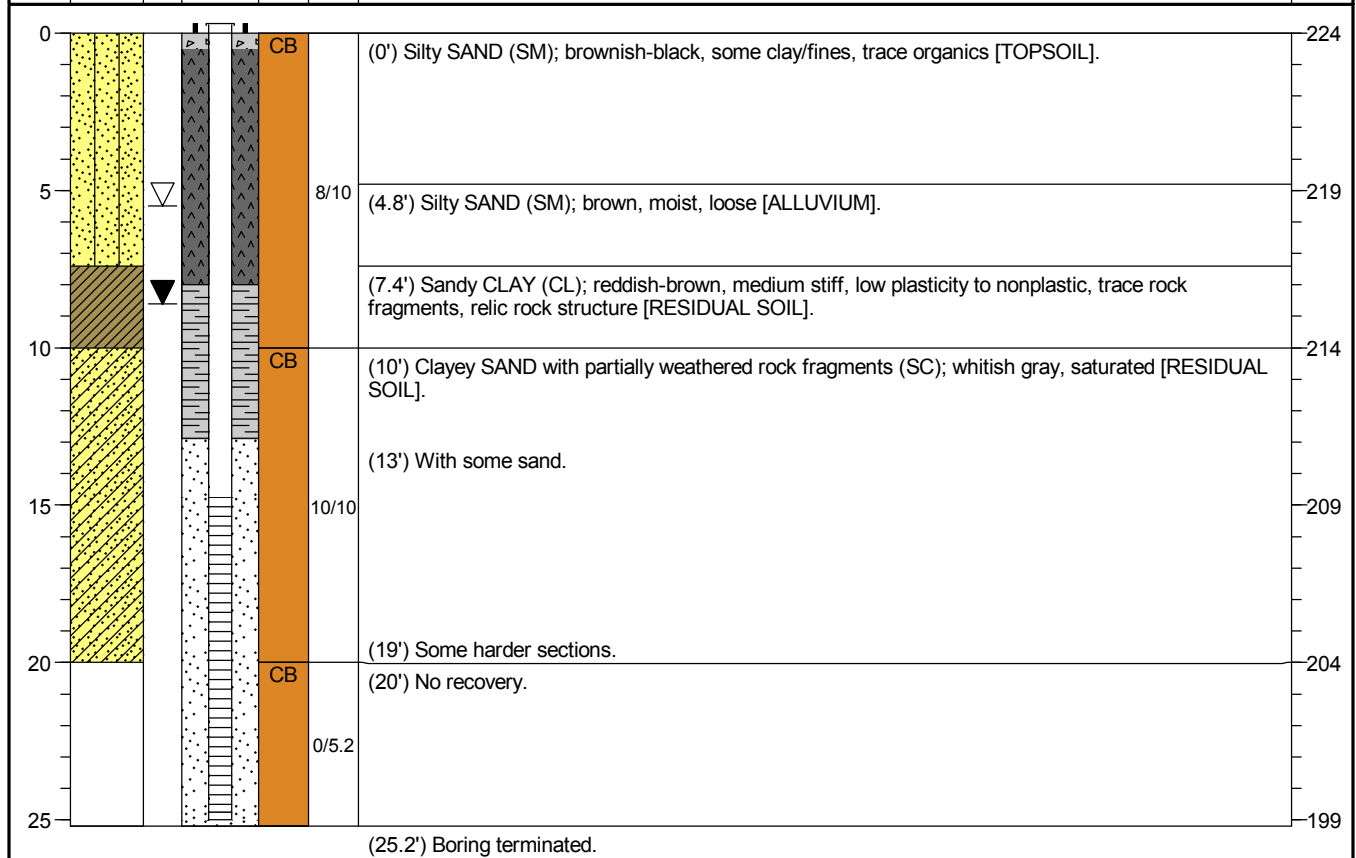 0
CB
(0') Silty SAND (SM); brownish-black, some clay/fines, trace organics [TOPSOIL].
224
5
8/10
(4.8') Silty SAND (SM); brown, moist, loose [ALLUVIUM].
219
(7.4') Sandy CLAY (CL); reddish-brown, medium stiff, low plasticity to nonplastic, trace rock
fragments, relic rock structure [RESIDUAL SOIL].
10
CB
(10') Clayey SAND with partially weathered rock fragments (SC); whitish gray, saturated [RESIDUAL
SOIL].
214
(13') With some sand.
15
10/10
209
(19') Some harder sections.
20
CB
(20') No recovery.
204
0/5.2
25
199
(25.2') Boring terminated.